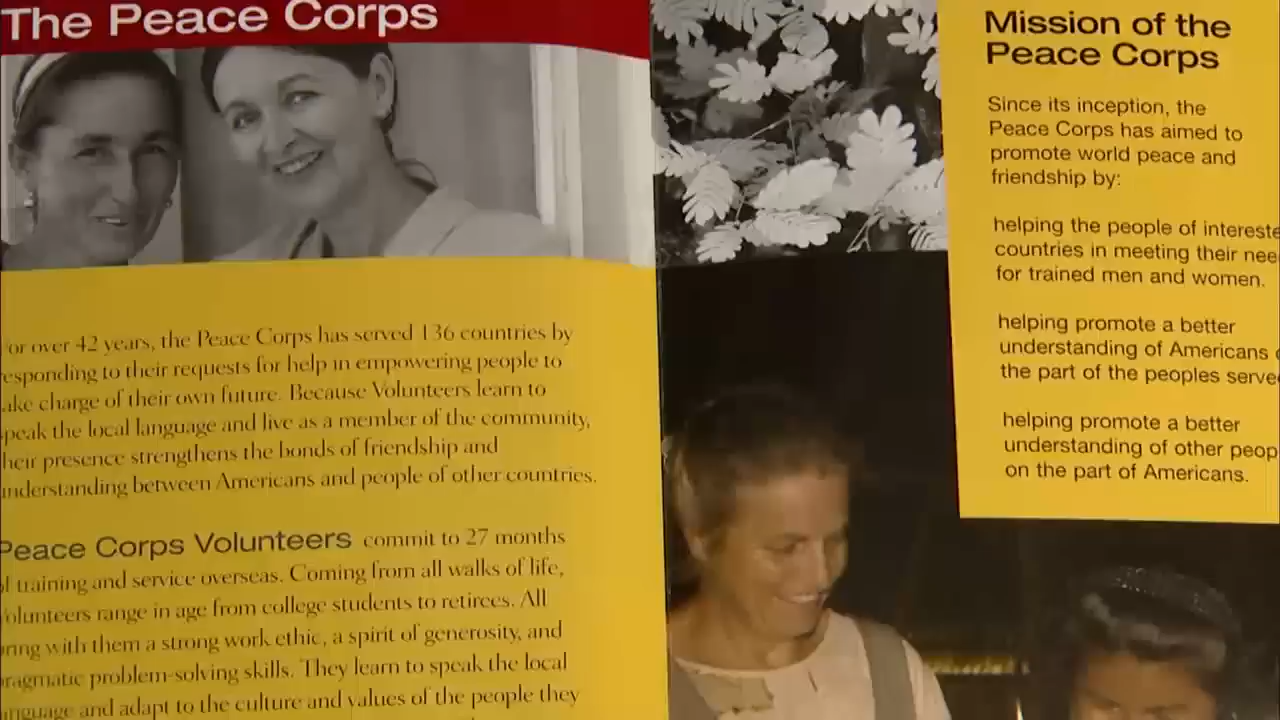 The Peace Corps
or over 42 years, the Peace Corps has served 136 countries by
esponding to their requests for help in empowering people to
ake charge of their own future. Because Volunteers learn to
peak the local language and live as a member of the community,
heir presence strengthens the bonds of friendship and
understanding between Americans and people of other countries.
Peace Corps Volunteers commit to 27 months
of training and service overseas. Coming from all walks of life,
volunteers range in age from college students to retirees. All
ring with them a strong work ethic, a spirit of generosity, and
pragmatic problem-solving skills. They learn to speak the local
nguage and adapt to the culture and values of the people they
Mission of the
Peace Corps
Since its inception, the
Peace Corps has aimed to
promote world peace and
friendship by:
helping the people of intereste
countries in meeting their nee
for trained men and women.
helping promote a better
understanding of Americans
the part of the peoples serve
helping promote a better
understanding of other peop
on the part of Americans.